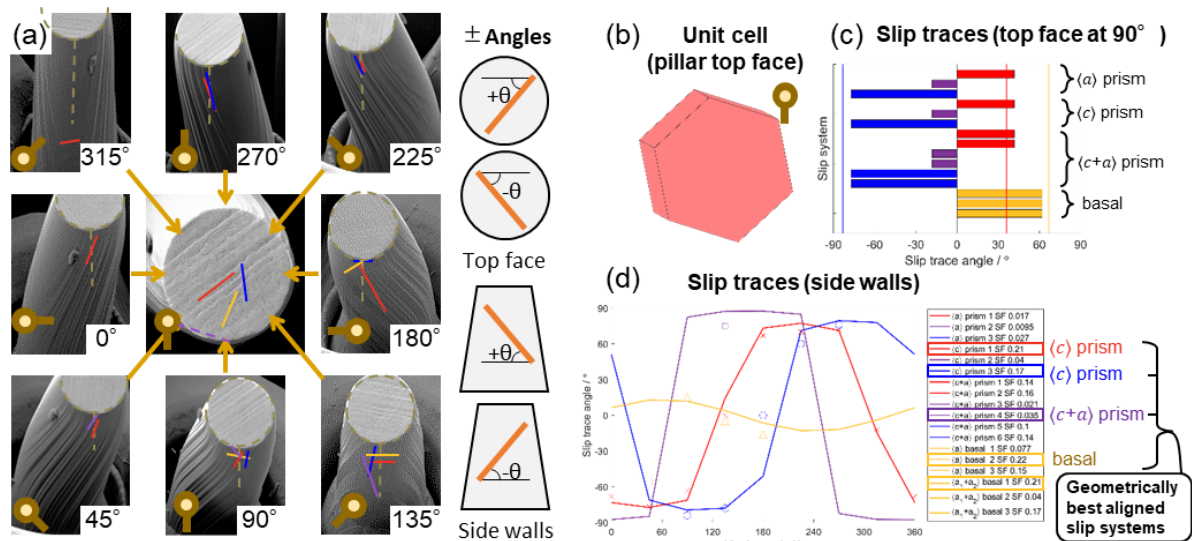 (a)
315°
270°
225°
0°
180°
45°
90°
135°
± Angles
+θ
-θ
Top face
+θ
-θ
Side walls
(b)
Unit cell
(pillar top face)
(c) Slip traces (top face at 90°)
Slip system
⟨a⟩ prism
⟨c⟩ prism
⟨c+a⟩ prism
basal
-90 -60 -30 0 30 60 90
Slip trace angle / °
(d) Slip traces (side walls)
Slip trace angle / °
90
60
30
0
-30
-60
-90
0 60 120 180 240 300 360
⟨a⟩ prism 1 SF 0.017
⟨a⟩ prism 2 SF 0.0095
⟨a⟩ prism 3 SF 0.027
⟨c⟩ prism 1 SF 0.21
⟨c⟩ prism 2 SF 0.04
⟨c⟩ prism 3 SF 0.17
⟨c+a⟩ prism 1 SF 0.14
⟨c+a⟩ prism 2 SF 0.16
⟨c+a⟩ prism 3 SF 0.021
⟨c+a⟩ prism 4 SF 0.035
⟨c+a⟩ prism 5 SF 0.1
⟨c+a⟩ prism 6 SF 0.14
⟨a⟩ basal 1 SF 0.077
⟨a⟩ basal 2 SF 0.22
⟨a⟩ basal 3 SF 0.15
⟨a₁+a₂⟩ basal 1 SF 0.21
⟨a₁+a₂⟩ basal 2 SF 0.04
⟨a₁+a₂⟩ basal 3 SF 0.17
⟨c⟩ prism
⟨c⟩ prism
⟨c+a⟩ prism
basal
Geometrically
best aligned
slip systems